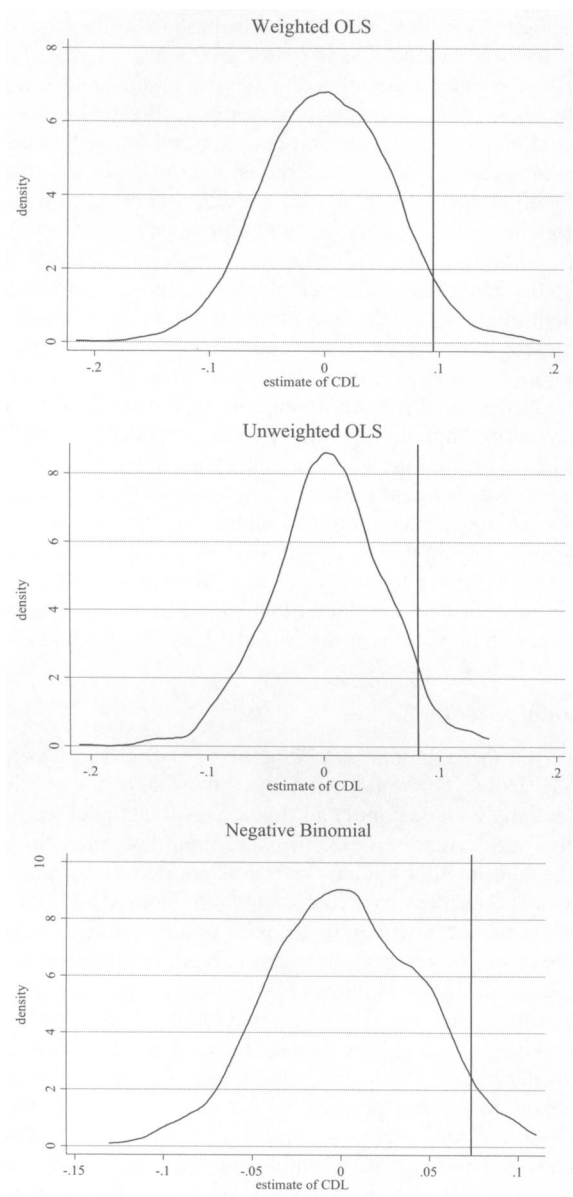 Weighted OLS
density
8
6
4
2
0
-.2 -.1 0 .1 .2
estimate of CDL
Unweighted OLS
density
8
6
4
2
0
-.2 -.1 0 .1 .2
estimate of CDL
Negative Binomial
density
10
8
6
4
2
0
-.15 -.1 -.05 0 .05 .1
estimate of CDL